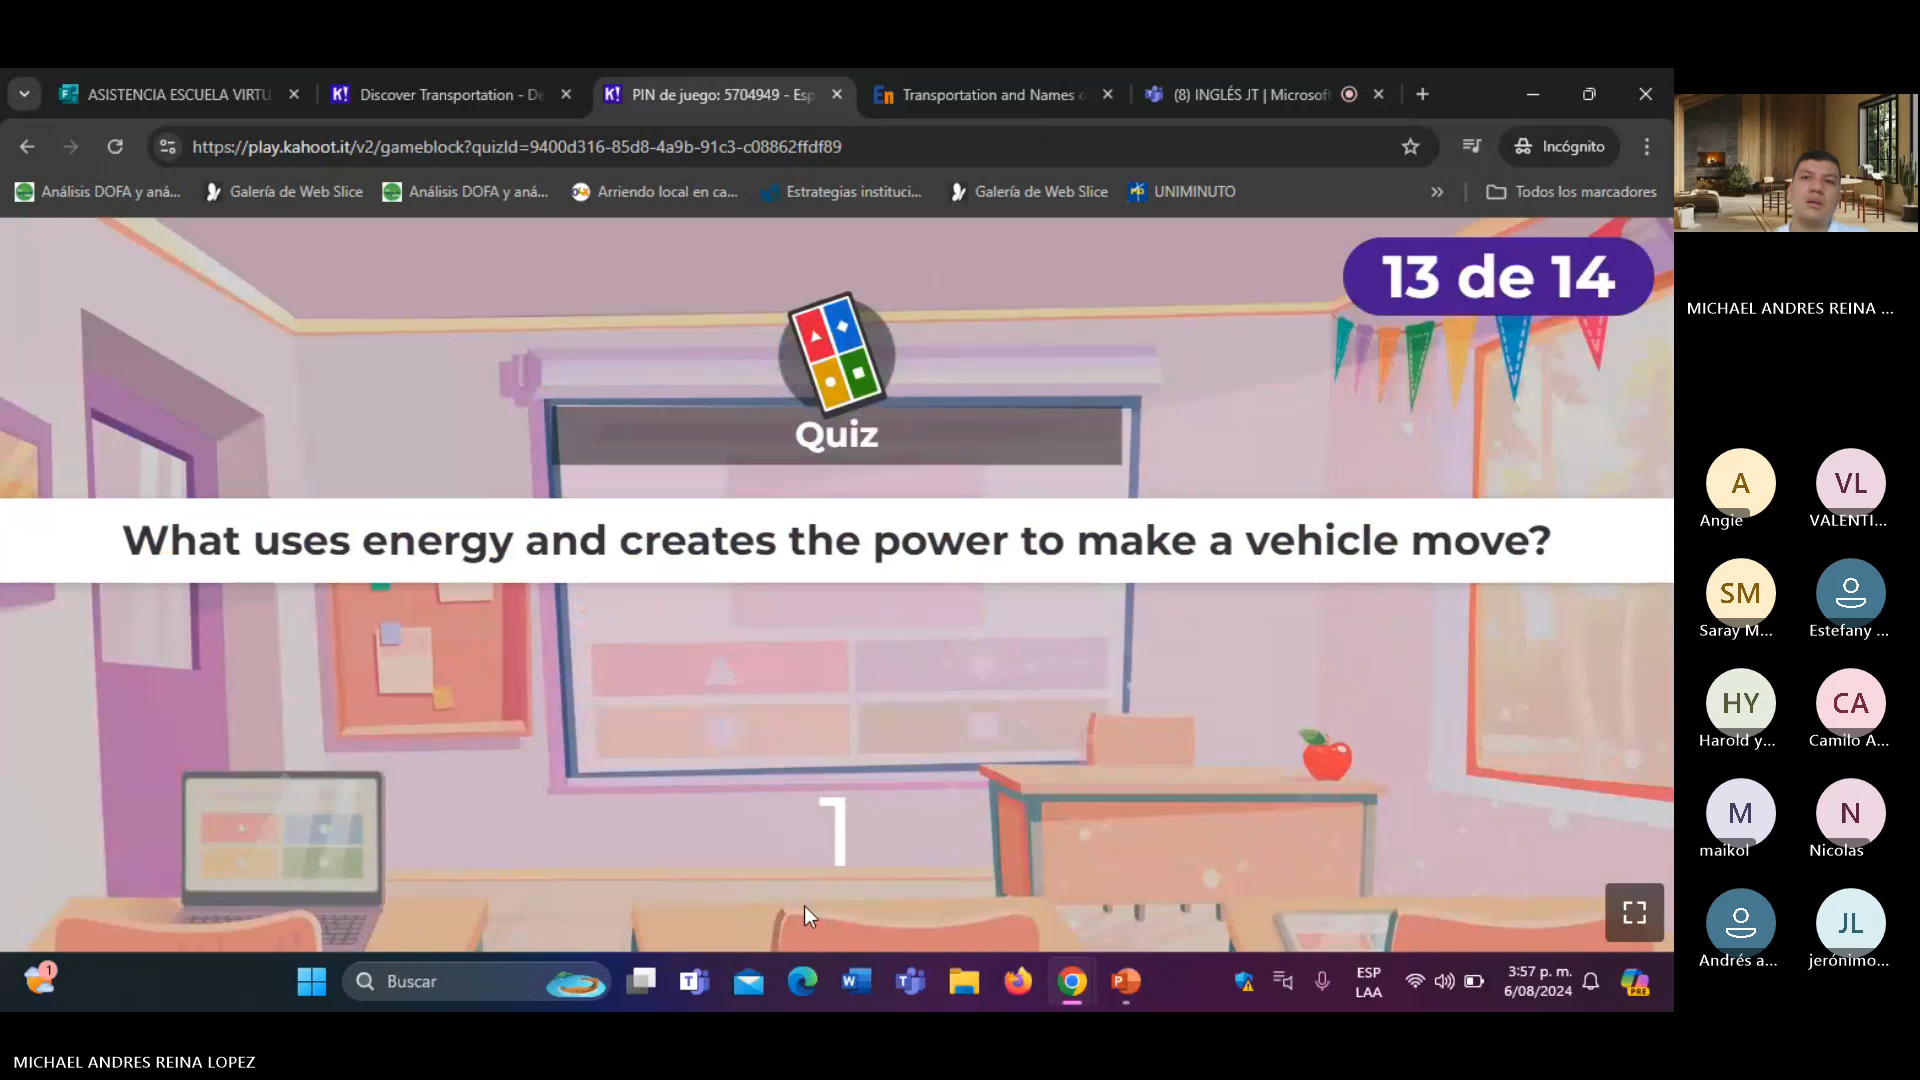 ASISTENCIA ESCUELA VIRTU
Discover Transportation - De
PIN de juego: 5704949 - Esp
Transportation and Names o
(8) INGLÉS JT | Microsoft
https://play.kahoot.it/v2/gameblock?quizId=9400d316-85d8-4a9b-91c3-c08862ffdf89
Incógnito
Análisis DOFA y aná...
Galería de Web Slice
Análisis DOFA y aná...
Arriendo local en ca...
Estrategias instituci...
Galería de Web Slice
UNIMINUTO
Todos los marcadores
13 de 14
Quiz
What uses energy and creates the power to make a vehicle move?
1
MICHAEL ANDRES REINA ...
A
VL
Angie
VALENTI...
SM
Saray M...
Estefany ...
HY
CA
Harold y...
Camilo A...
M
N
maikol
Nicolas
JL
Andrés a...
jerónimo...
1
Buscar
ESP
LAA
3:57 p. m.
6/08/2024
PRE
MICHAEL ANDRES REINA LOPEZ